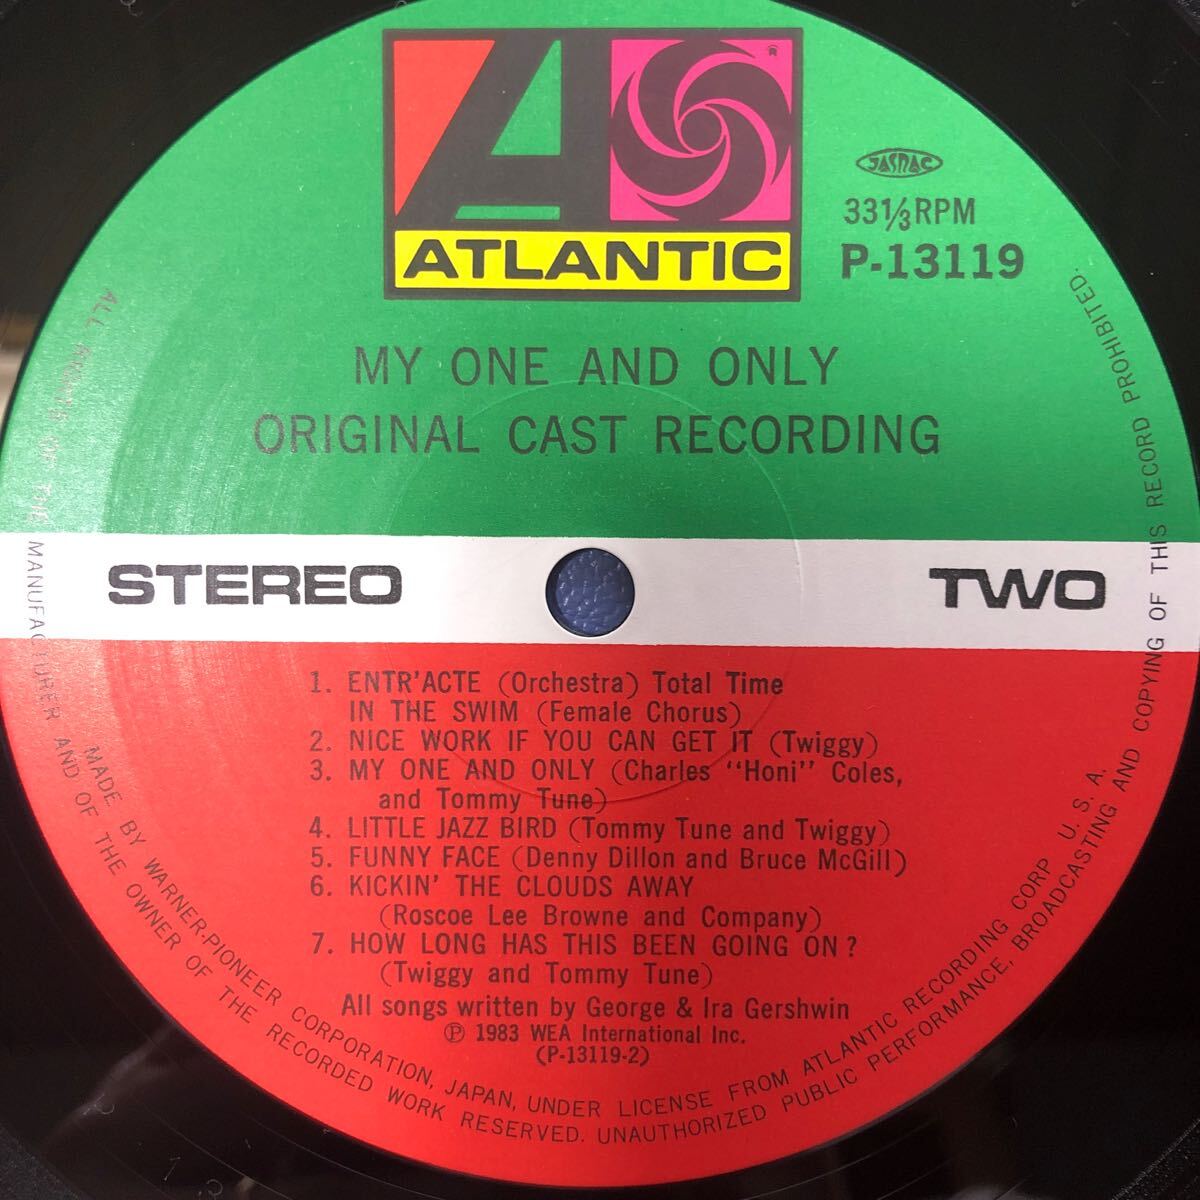 ATLANTIC
JASRAC
33 1/3 RPM
P-13119
MY ONE AND ONLY
ORIGINAL CAST RECORDING
STEREO
TWO
1. ENTR'ACTE (Orchestra) Total Time
IN THE SWIM (Female Chorus)
2. NICE WORK IF YOU CAN GET IT (Twiggy)
3. MY ONE AND ONLY (Charles "Honi" Coles,
and Tommy Tune)
4. LITTLE JAZZ BIRD (Tommy Tune and Twiggy)
5. FUNNY FACE (Denny Dillon and Bruce McGill)
6. KICKIN' THE CLOUDS AWAY
(Roscoe Lee Browne and Company)
7. HOW LONG HAS THIS BEEN GOING ON?
(Twiggy and Tommy Tune)
All songs written by George & Ira Gershwin
Ⓟ 1983 WEA International Inc.
(P-13119-2)
MADE BY WARNER-PIONEER CORPORATION, JAPAN, UNDER LICENSE FROM ATLANTIC RECORDING CORP U. S. A.
ALL RIGHTS OF THE MANUFACTURER AND OF THE OWNER OF THE RECORDED WORK RESERVED. UNAUTHORIZED PUBLIC PERFORMANCE, BROADCASTING AND COPYING OF THIS RECORD PROHIBITED.